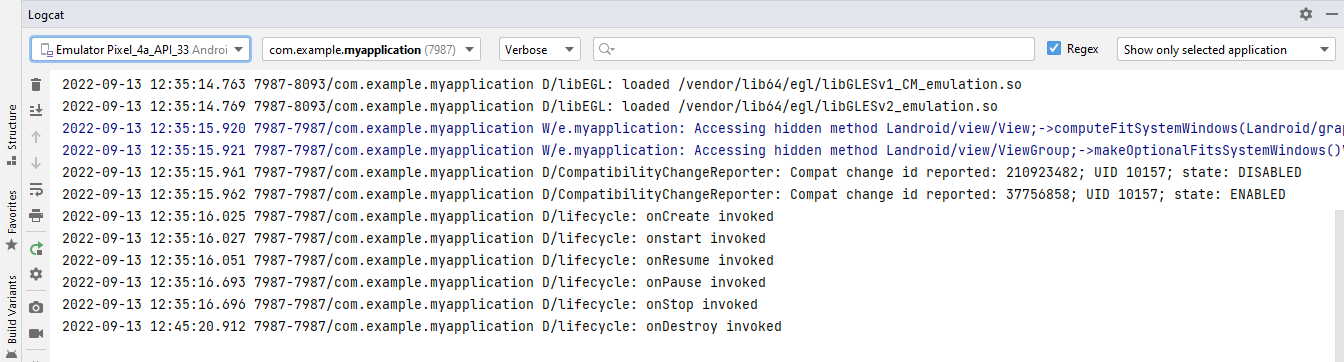 Logcat
Emulator Pixel_4a_API_33 Androi
com.example.myapplication (7987)
Verbose
Regex
Show only selected application
2022-09-13 12:35:14.763 7987-8093/com.example.myapplication D/libEGL: loaded /vendor/lib64/egl/libGLESv1_CM_emulation.so
2022-09-13 12:35:14.769 7987-8093/com.example.myapplication D/libEGL: loaded /vendor/lib64/egl/libGLESv2_emulation.so
2022-09-13 12:35:15.920 7987-7987/com.example.myapplication W/e.myapplication: Accessing hidden method Landroid/view/View;->computeFitSystemWindows(Landroid/gra
2022-09-13 12:35:15.921 7987-7987/com.example.myapplication W/e.myapplication: Accessing hidden method Landroid/view/ViewGroup;->makeOptionalFitsSystemWindows()
2022-09-13 12:35:15.961 7987-7987/com.example.myapplication D/CompatibilityChangeReporter: Compat change id reported: 210923482; UID 10157; state: DISABLED
2022-09-13 12:35:15.962 7987-7987/com.example.myapplication D/CompatibilityChangeReporter: Compat change id reported: 37756858; UID 10157; state: ENABLED
2022-09-13 12:35:16.025 7987-7987/com.example.myapplication D/lifecycle: onCreate invoked
2022-09-13 12:35:16.027 7987-7987/com.example.myapplication D/lifecycle: onstart invoked
2022-09-13 12:35:16.051 7987-7987/com.example.myapplication D/lifecycle: onResume invoked
2022-09-13 12:35:16.693 7987-7987/com.example.myapplication D/lifecycle: onPause invoked
2022-09-13 12:35:16.696 7987-7987/com.example.myapplication D/lifecycle: onStop invoked
2022-09-13 12:45:20.912 7987-7987/com.example.myapplication D/lifecycle: onDestroy invoked
Structure
Favorites
Build Variants